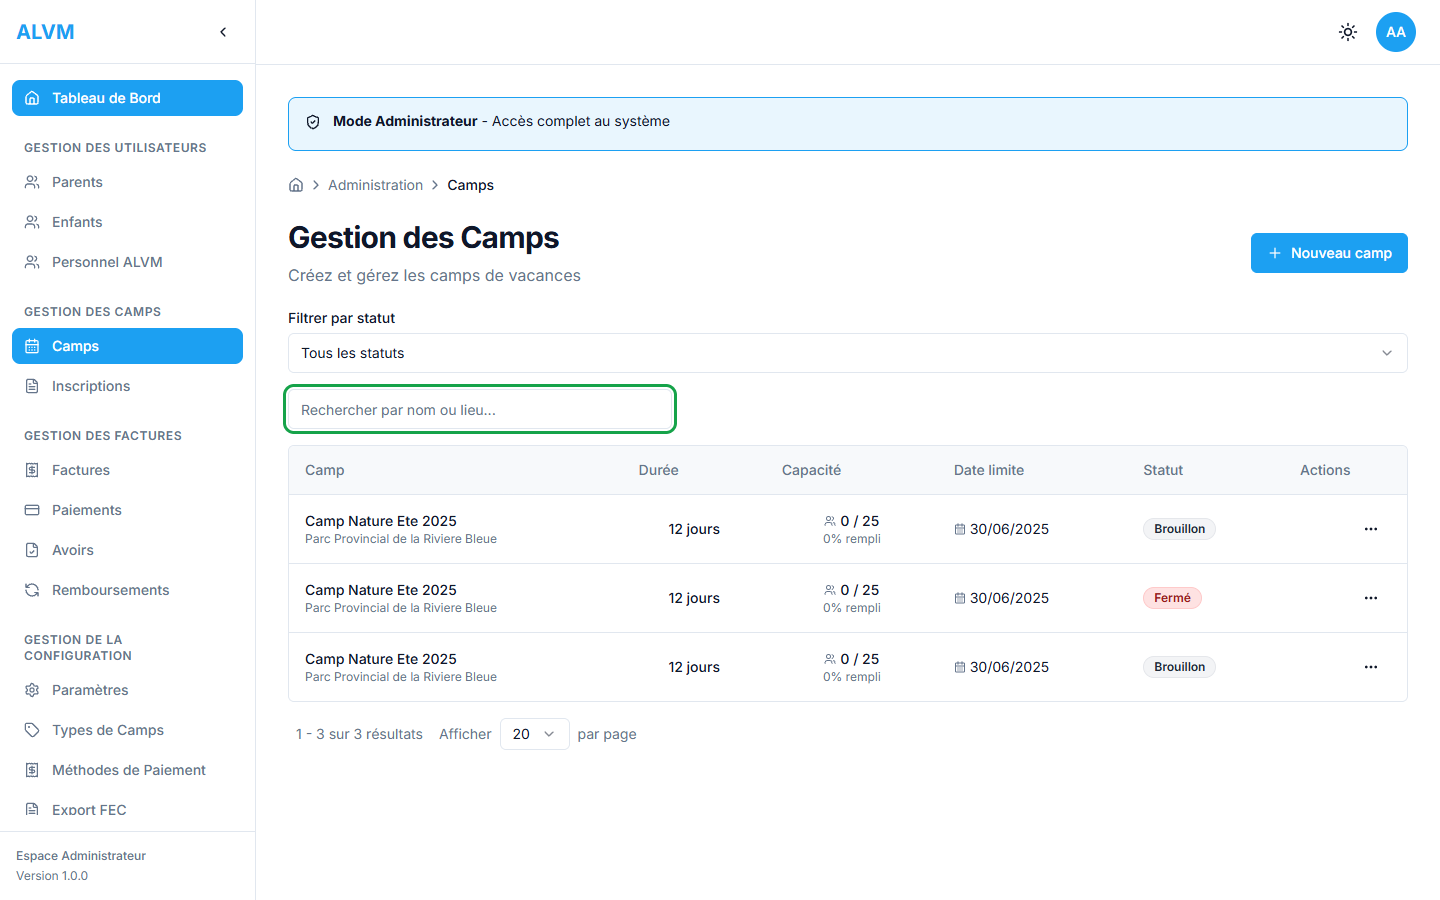 ALVM
AA
Tableau de Bord
Mode Administrateur - Accès complet au système
GESTION DES UTILISATEURS
Parents
Enfants
Personnel ALVM
GESTION DES CAMPS
Camps
Inscriptions
GESTION DES FACTURES
Factures
Paiements
Avoirs
Remboursements
GESTION DE LA
CONFIGURATION
Paramètres
Types de Camps
Méthodes de Paiement
Export FEC
Espace Administrateur
Version 1.0.0
Administration Camps
Gestion des Camps
Créez et gérez les camps de vacances
Nouveau camp
Filtrer par statut
Tous les statuts
Rechercher par nom ou lieu...
Camp Durée Capacité Date limite Statut Actions
Camp Nature Ete 2025 12 jours 0 / 25 30/06/2025 Brouillon
Parc Provincial de la Riviere Bleue 0% rempli
Camp Nature Ete 2025 12 jours 0 / 25 30/06/2025 Fermé
Parc Provincial de la Riviere Bleue 0% rempli
Camp Nature Ete 2025 12 jours 0 / 25 30/06/2025 Brouillon
Parc Provincial de la Riviere Bleue 0% rempli
1 - 3 sur 3 résultats Afficher 20 par page